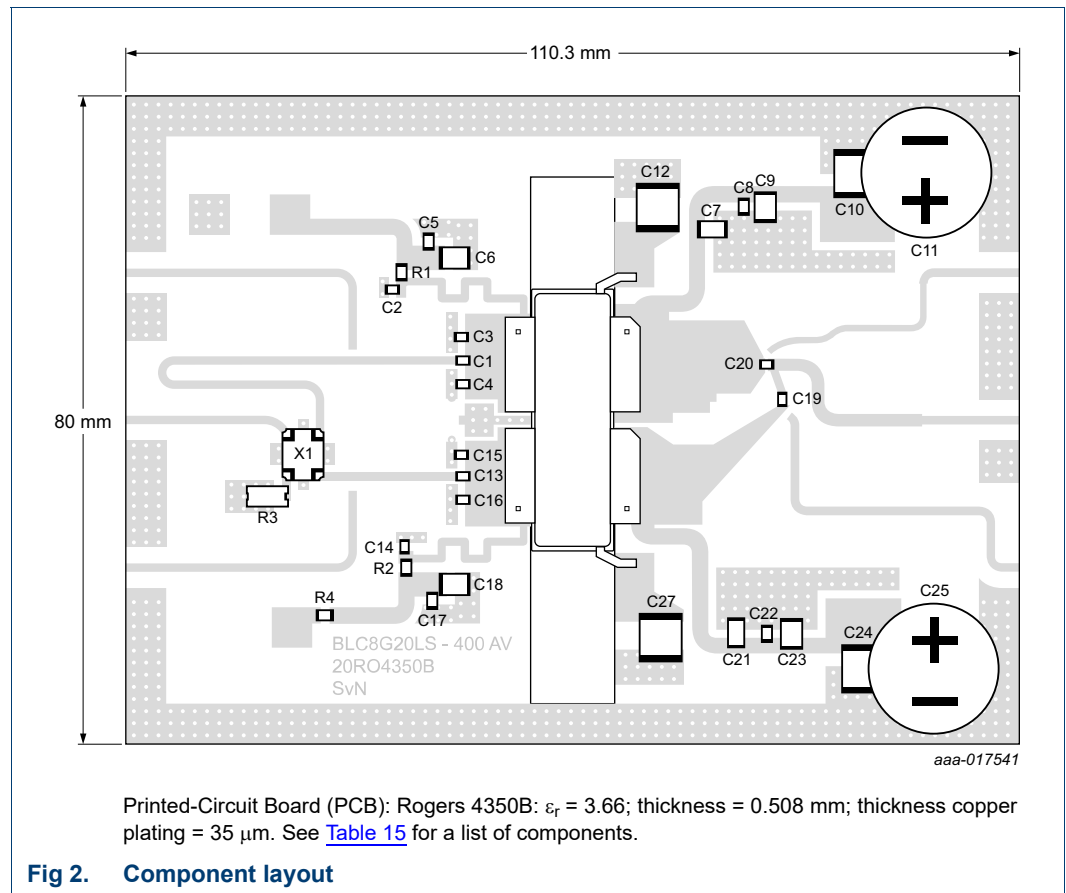 110.3 mm
80 mm
C12
C8
C9
C7
C10
C11
C5
C6
R1
C2
C3
C1
C4
C20
C19
X1
C15
C13
C16
R3
C14
R2
C18
R4
C17
C27
C22
C21
C23
C24
C25
+
−
−
+
BLC8G20LS - 400 AV
20RO4350B
SvN
aaa-017541
Printed-Circuit Board (PCB): Rogers 4350B: εr = 3.66; thickness = 0.508 mm; thickness copper
plating = 35 μm. See Table 15 for a list of components.
Fig 2. Component layout